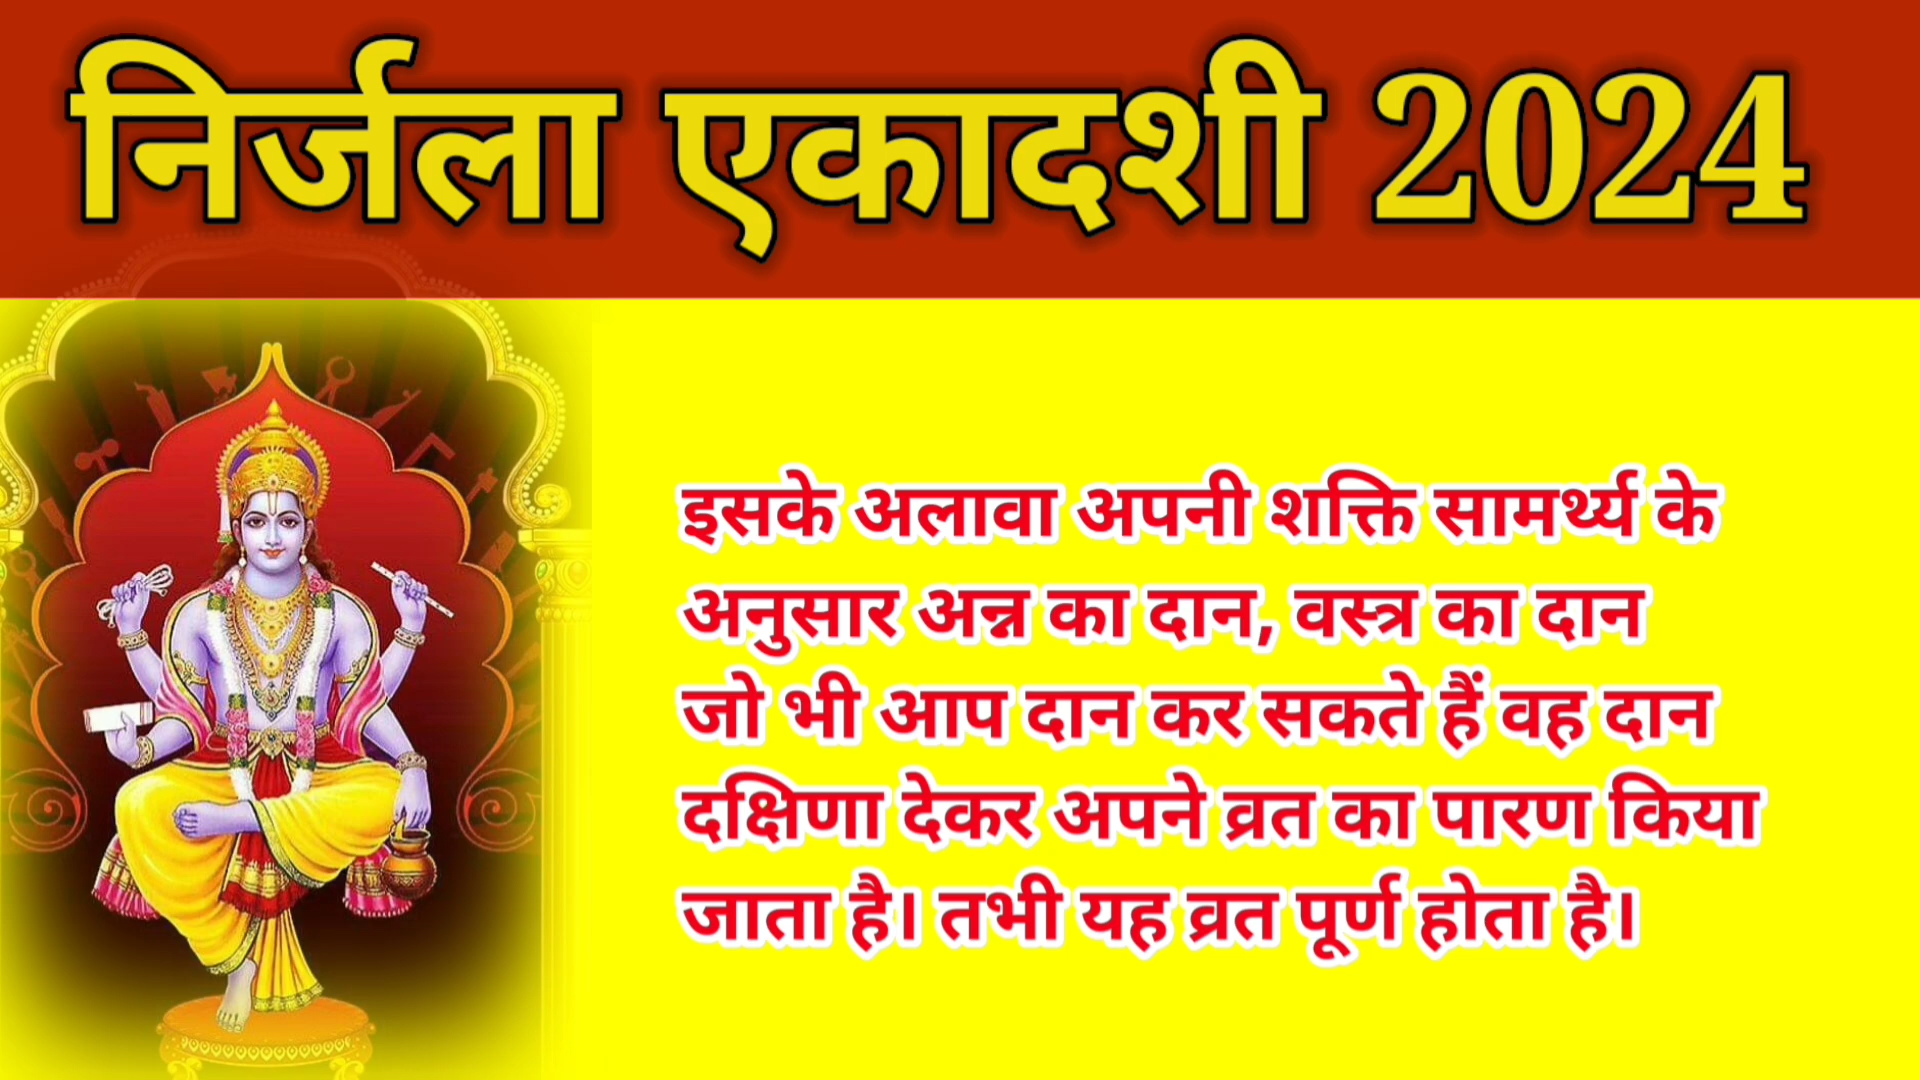 निर्जला एकादशी 2024
इसके अलावा अपनी शक्ति सामर्थ्य के
अनुसार अन्न का दान, वस्त्र का दान
जो भी आप दान कर सकते हैं वह दान
दक्षिणा देकर अपने व्रत का पारण किया
जाता है। तभी यह व्रत पूर्ण होता है।